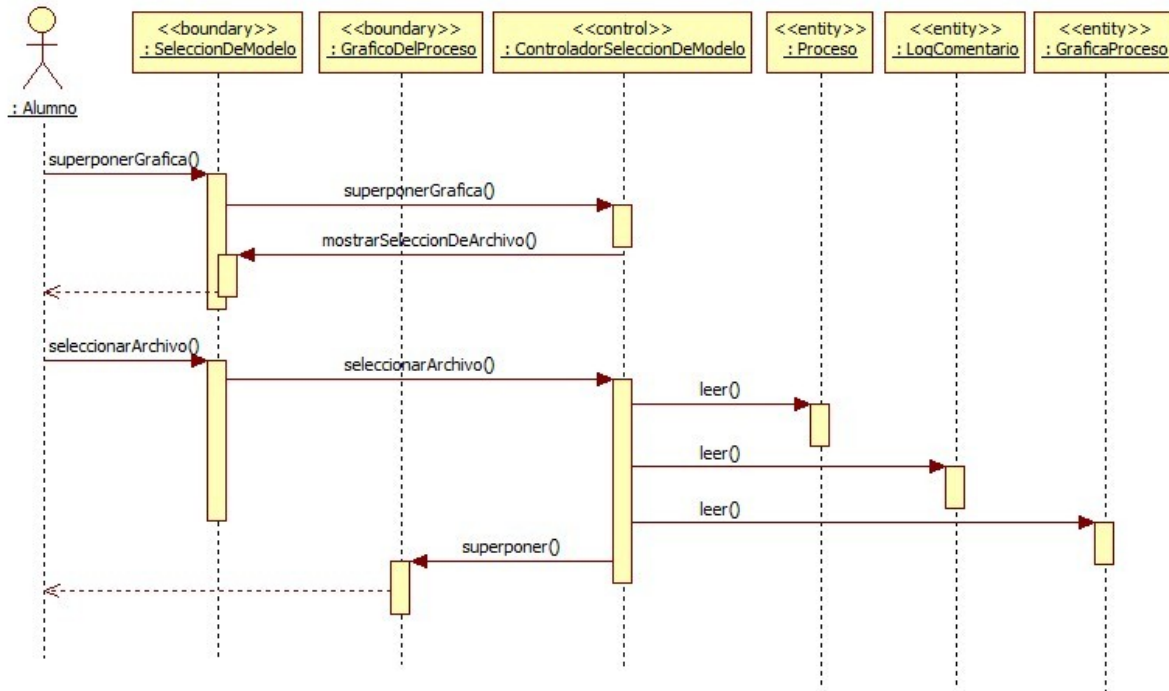 <<boundary>>
: SeleccionDeModelo
<<boundary>>
: GraficoDelProceso
<<control>>
: ControladorSeleccionDeModelo
<<entity>>
: Proceso
<<entity>>
: LogComentario
<<entity>>
: GraficaProceso
: Alumno
superponerGrafica()
superponerGrafica()
mostrarSeleccionDeArchivo()
seleccionarArchivo()
seleccionarArchivo()
leer()
leer()
leer()
superponer()